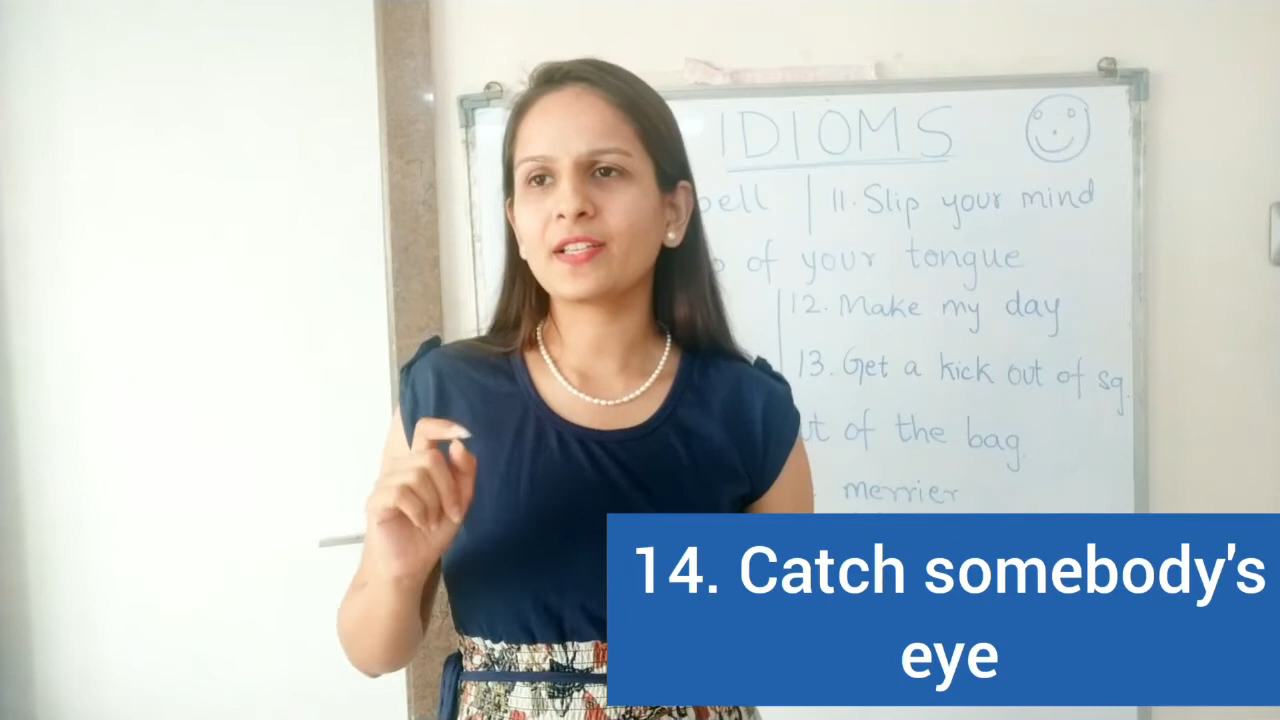 IDIOMS
11. Slip your mind
of your tongue
12. Make my day
13. Get a kick out of sg.
of the bag
merrier
14. Catch somebody's
eye